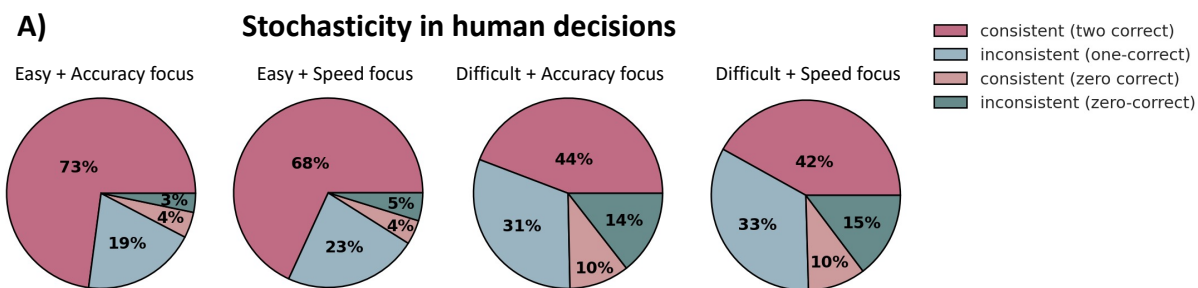 A)
Stochasticity in human decisions
Easy + Accuracy focus
73%
19%
4%
3%
Easy + Speed focus
68%
23%
4%
5%
Difficult + Accuracy focus
44%
31%
10%
14%
Difficult + Speed focus
42%
33%
10%
15%
consistent (two correct)
inconsistent (one-correct)
consistent (zero correct)
inconsistent (zero-correct)